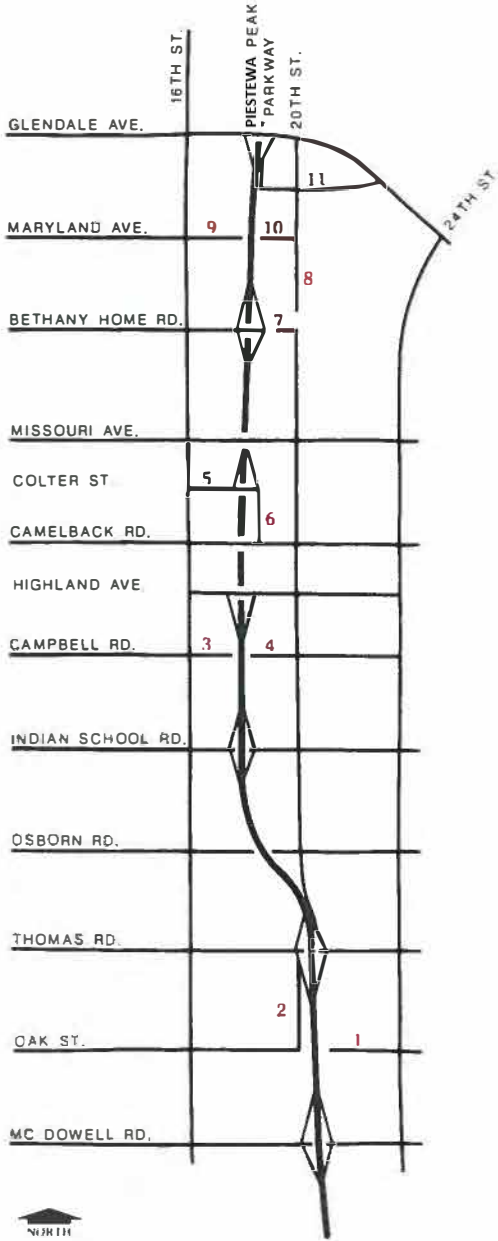 16TH ST.
PIESTEWA PEAK
PARKWAY
20TH ST.
GLENDALE AVE.
11
24TH ST.
MARYLAND AVE.
9
10
8
BETHANY HOME RD.
7
MISSOURI AVE.
COLTER ST
5
6
CAMELBACK RD.
HIGHLAND AVE
CAMPBELL RD.
3
4
INDIAN SCHOOL RD.
OSBORN RD.
THOMAS RD.
2
OAK ST.
1
MC DOWELL RD.
NORTH